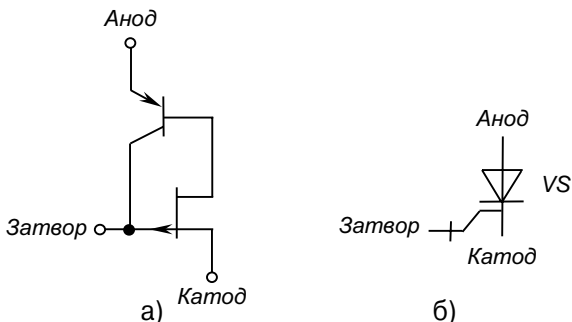 Анод
Затвор
Катод
а)
Анод
VS
Затвор
Катод
б)